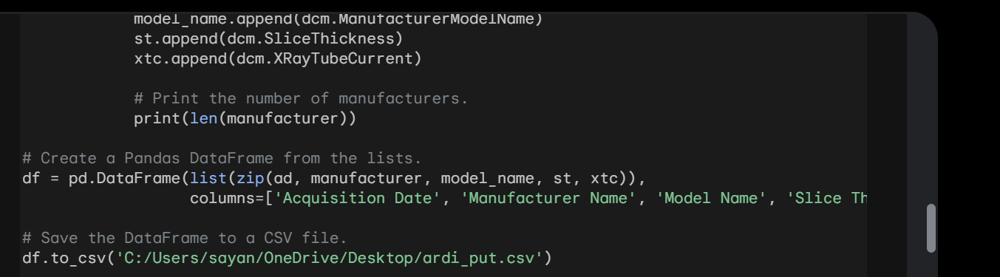 model_name.append(dcm.ManufacturerModelName)
st.append(dcm.SliceThickness)
xtc.append(dcm.XRayTubeCurrent)
# Print the number of manufacturers.
print(len(manufacturer))
# Create a Pandas DataFrame from the lists.
df = pd.DataFrame(list(zip(ad, manufacturer, model_name, st, xtc)),
columns=['Acquisition Date', 'Manufacturer Name', 'Model Name', 'Slice Th
# Save the DataFrame to a CSV file.
df.to_csv('C:/Users/sayan/OneDrive/Desktop/ardi_put.csv')